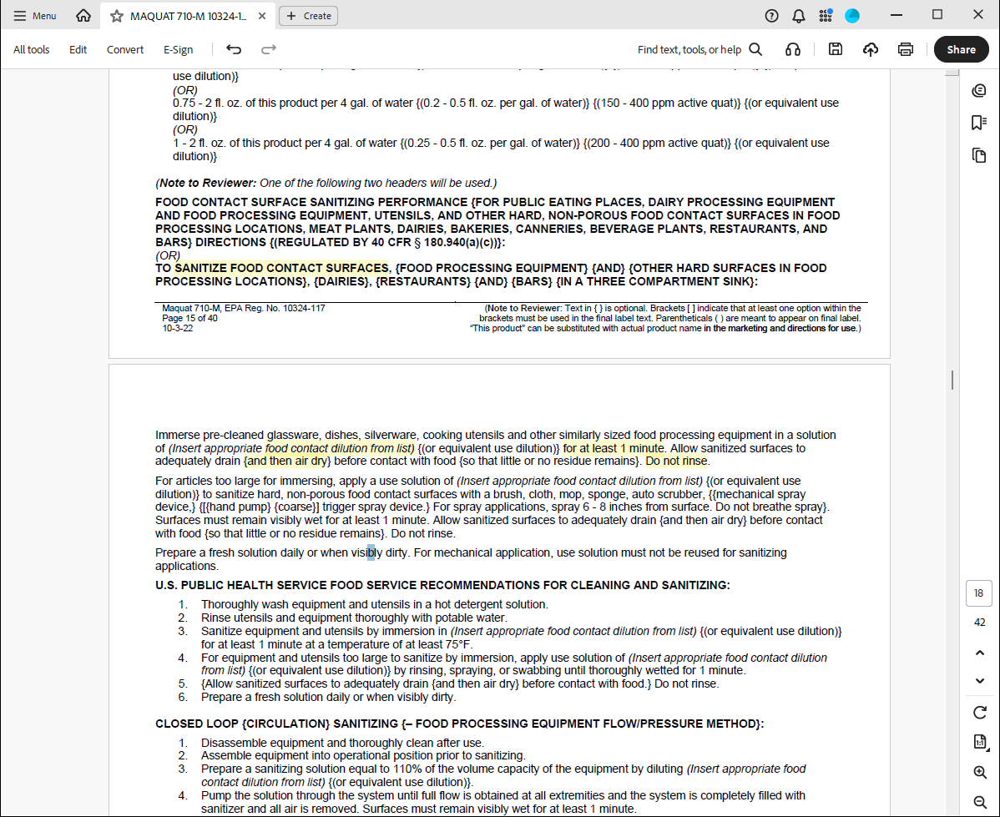 Menu
MAQUAT 710-M 10324-1...
Create
All tools
Edit
Convert
E-Sign
Find text, tools, or help
Share
use dilution)}
(OR)
0.75 - 2 fl. oz. of this product per 4 gal. of water {(0.2 - 0.5 fl. oz. per gal. of water)} {(150 - 400 ppm active quat)} {(or equivalent use
dilution)}
(OR)
1 - 2 fl. oz. of this product per 4 gal. of water {(0.25 - 0.5 fl. oz. per gal. of water)} {(200 - 400 ppm active quat)} {(or equivalent use
dilution)}
(Note to Reviewer: One of the following two headers will be used.)
FOOD CONTACT SURFACE SANITIZING PERFORMANCE {FOR PUBLIC EATING PLACES, DAIRY PROCESSING EQUIPMENT
AND FOOD PROCESSING EQUIPMENT, UTENSILS, AND OTHER HARD, NON-POROUS FOOD CONTACT SURFACES IN FOOD
PROCESSING LOCATIONS, MEAT PLANTS, DAIRIES, BAKERIES, CANNERIES, BEVERAGE PLANTS, RESTAURANTS, AND
BARS} DIRECTIONS {(REGULATED BY 40 CFR § 180.940(a)(c))}:
(OR)
TO SANITIZE FOOD CONTACT SURFACES, {FOOD PROCESSING EQUIPMENT} {AND} {OTHER HARD SURFACES IN FOOD
PROCESSING LOCATIONS}, {DAIRIES}, {RESTAURANTS} {AND} {BARS} {IN A THREE COMPARTMENT SINK}:
Maquat 710-M, EPA Reg. No. 10324-117
Page 15 of 40
10-3-22
(Note to Reviewer: Text in { } is optional. Brackets [ ] indicate that at least one option within the
brackets must be used in the final label text. Parentheticals ( ) are meant to appear on final label.
"This product" can be substituted with actual product name in the marketing and directions for use.)
Immerse pre-cleaned glassware, dishes, silverware, cooking utensils and other similarly sized food processing equipment in a solution
of (Insert appropriate food contact dilution from list) {(or equivalent use dilution)} for at least 1 minute. Allow sanitized surfaces to
adequately drain {and then air dry} before contact with food {so that little or no residue remains}. Do not rinse.
For articles too large for immersing, apply a use solution of (Insert appropriate food contact dilution from list) {(or equivalent use
dilution)} to sanitize hard, non-porous food contact surfaces with a brush, cloth, mop, sponge, auto scrubber, {{mechanical spray
device,} {[{hand pump} {coarse}] trigger spray device.} For spray applications, spray 6 - 8 inches from surface. Do not breathe spray}.
Surfaces must remain visibly wet for at least 1 minute. Allow sanitized surfaces to adequately drain {and then air dry} before contact
with food {so that little or no residue remains}. Do not rinse.
Prepare a fresh solution daily or when visibly dirty. For mechanical application, use solution must not be reused for sanitizing
applications.
U.S. PUBLIC HEALTH SERVICE FOOD SERVICE RECOMMENDATIONS FOR CLEANING AND SANITIZING:
1. Thoroughly wash equipment and utensils in a hot detergent solution.
2. Rinse utensils and equipment thoroughly with potable water.
3. Sanitize equipment and utensils by immersion in (Insert appropriate food contact dilution from list) {(or equivalent use dilution)}
for at least 1 minute at a temperature of at least 75°F.
4. For equipment and utensils too large to sanitize by immersion, apply use solution of (Insert appropriate food contact dilution
from list) {(or equivalent use dilution)} by rinsing, spraying, or swabbing until thoroughly wetted for 1 minute.
5. {Allow sanitized surfaces to adequately drain {and then air dry} before contact with food.} Do not rinse.
6. Prepare a fresh solution daily or when visibly dirty.
CLOSED LOOP {CIRCULATION} SANITIZING {– FOOD PROCESSING EQUIPMENT FLOW/PRESSURE METHOD}:
1. Disassemble equipment and thoroughly clean after use.
2. Assemble equipment into operational position prior to sanitizing.
3. Prepare a sanitizing solution equal to 110% of the volume capacity of the equipment by diluting (Insert appropriate food
contact dilution from list) {(or equivalent use dilution)}.
4. Pump the solution through the system until full flow is obtained at all extremities and the system is completely filled with
sanitizer and all air is removed. Surfaces must remain visibly wet for at least 1 minute.
18
42
1:1